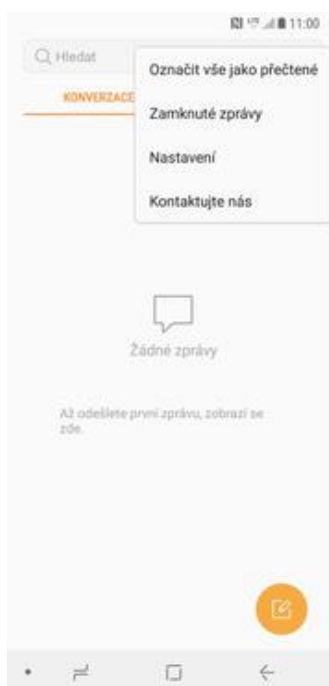 11:00
Hledat
Označit vše jako přečtené
KONVERZACE
Zamknuté zprávy
Nastavení
Kontaktujte nás
Žádné zprávy
Až odešlete první zprávu, zobrazí se
zde.